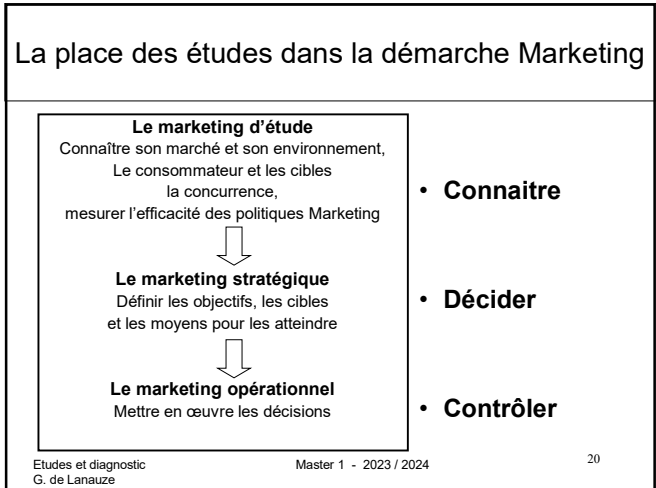 La place des études dans la démarche Marketing
Le marketing d’étude
Connaître son marché et son environnement,
Le consommateur et les cibles
la concurrence,
mesurer l’efficacité des politiques Marketing
• Connaitre
Le marketing stratégique
Définir les objectifs, les cibles
et les moyens pour les atteindre
• Décider
Le marketing opérationnel
Mettre en œuvre les décisions
• Contrôler
Etudes et diagnostic
G. de Lanauze
Master 1 - 2023 / 2024
20